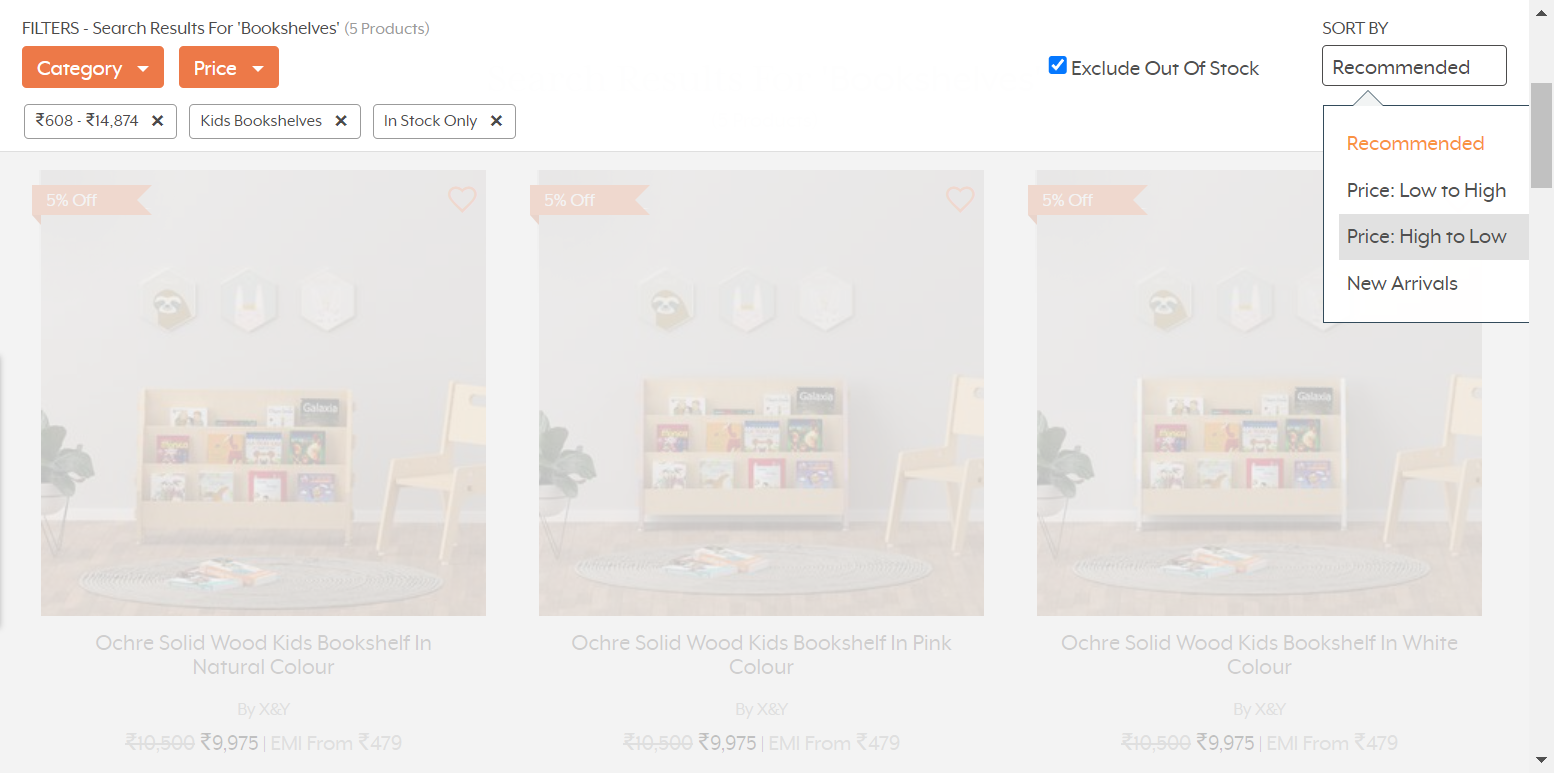 FILTERS - Search Results For 'Bookshelves' (5 Products)
SORT BY
Category
Price
Exclude Out Of Stock
Recommended
₹608 - ₹14,874 ✕
Kids Bookshelves ✕
In Stock Only ✕
Recommended
Price: Low to High
Price: High to Low
New Arrivals
5% Off
5% Off
5% Off
Galaxia
Galaxia
Galaxia
Ochre Solid Wood Kids Bookshelf In
Natural Colour
By X&Y
₹10,500 ₹9,975 | EMI From ₹479
Ochre Solid Wood Kids Bookshelf In Pink
Colour
By X&Y
₹10,500 ₹9,975 | EMI From ₹479
Ochre Solid Wood Kids Bookshelf In White
Colour
By X&Y
₹10,500 ₹9,975 | EMI From ₹479